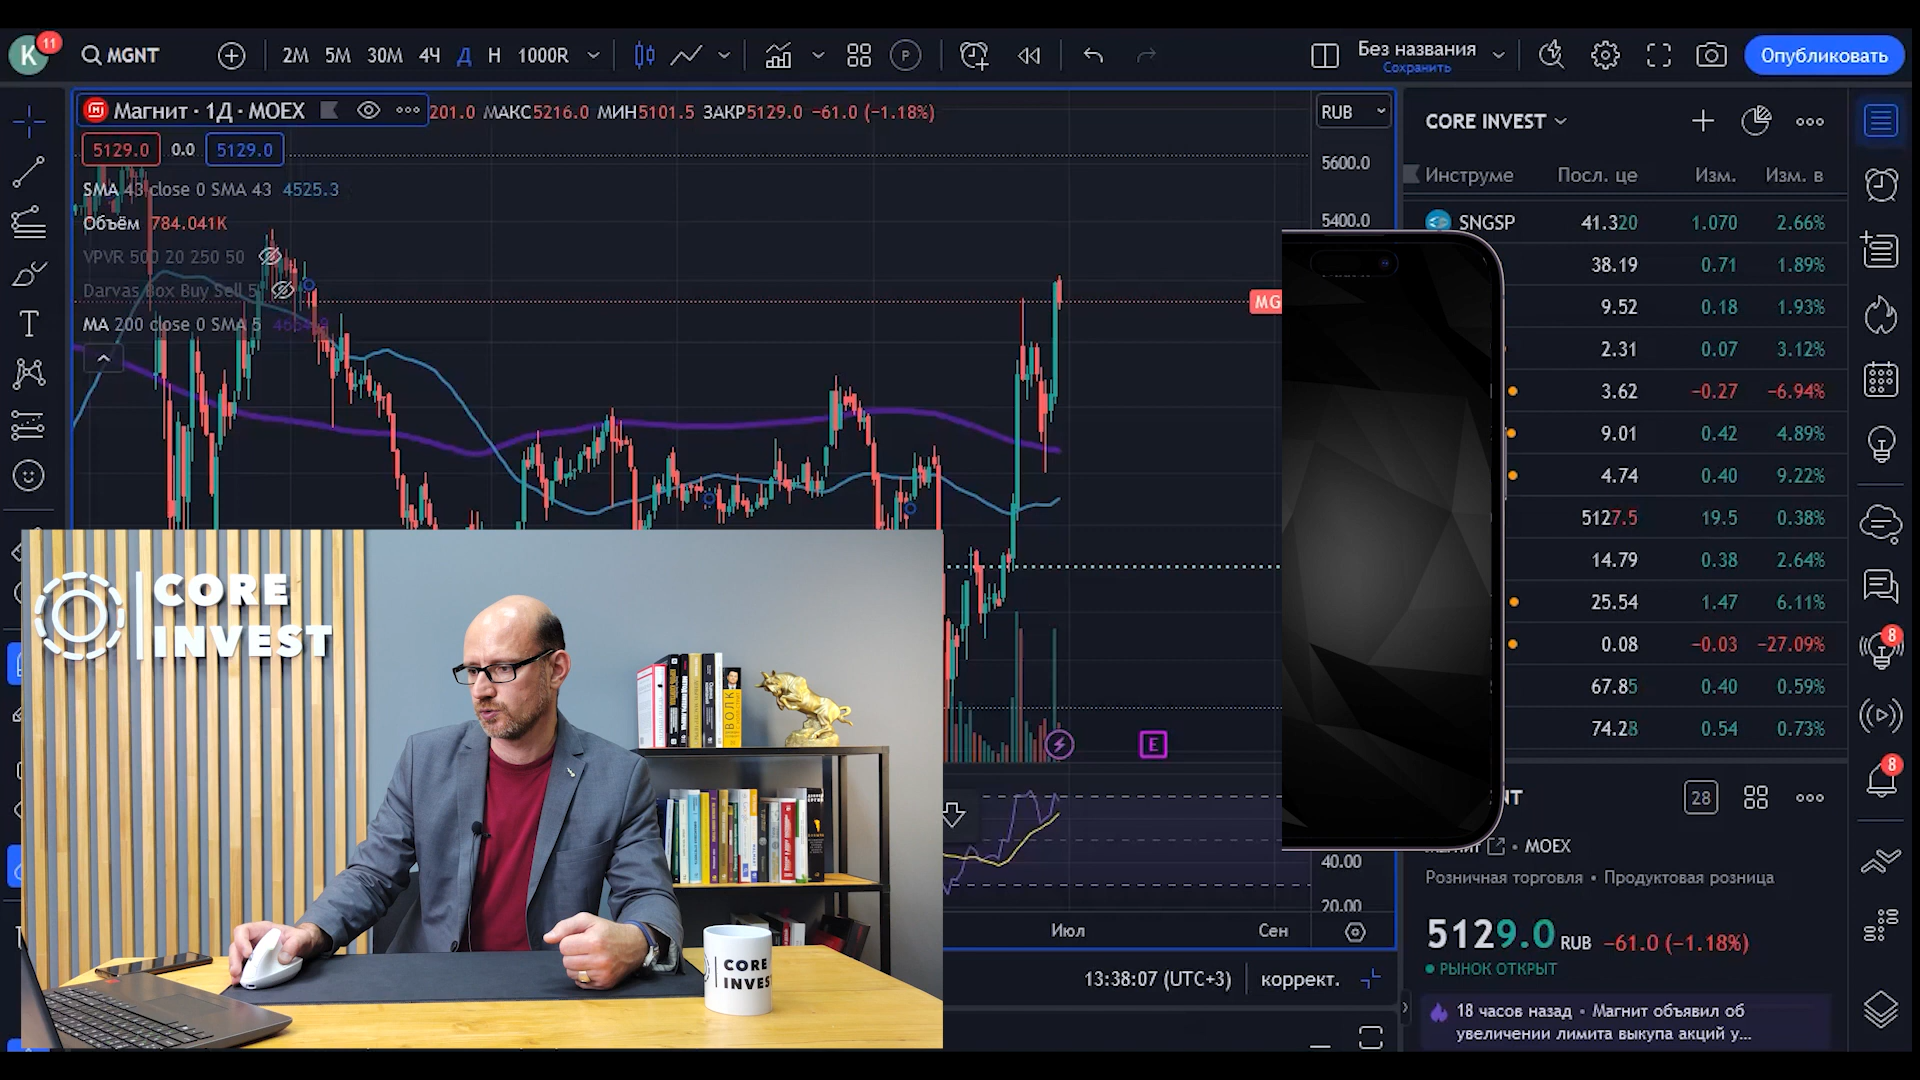 K
11
MGNT
2М 5М 30М 4Ч Д Н 1000R
P
Без названия
Сохранить
Опубликовать
Магнит · 1Д · MOEX
201.0 МАКС5216.0 МИН5101.5 ЗАКР5129.0 −61.0 (−1.18%)
RUB
5129.0 0.0 5129.0
SMA 43 close 0 SMA 43 4525.3
Объём 784.041K
VPVR 500 20 250 50
Darvas Box Buy Sell 5
MA 200 close 0 SMA 5
5600.0
5400.0
MG
E
40.00
20.00
Июл
Сен
13:38:07 (UTC+3)
коррект.
CORE INVEST
Инструме Посл. це Изм. Изм. в
SNGSP 41.320 1.070 2.66%
38.19 0.71 1.89%
9.52 0.18 1.93%
2.31 0.07 3.12%
3.62 −0.27 −6.94%
9.01 0.42 4.89%
4.74 0.40 9.22%
5127.5 19.5 0.38%
14.79 0.38 2.64%
25.54 1.47 6.11%
0.08 −0.03 −27.09%
67.85 0.40 0.59%
74.28 0.54 0.73%
NT
28
• MOEX
Розничная торговля • Продуктовая розница
5129.0 RUB −61.0 (−1.18%)
РЫНОК ОТКРЫТ
18 часов назад • Магнит объявил об
увеличении лимита выкупа акций у...
8
8
CORE
INVEST
ВОЛК
CORE
INVES